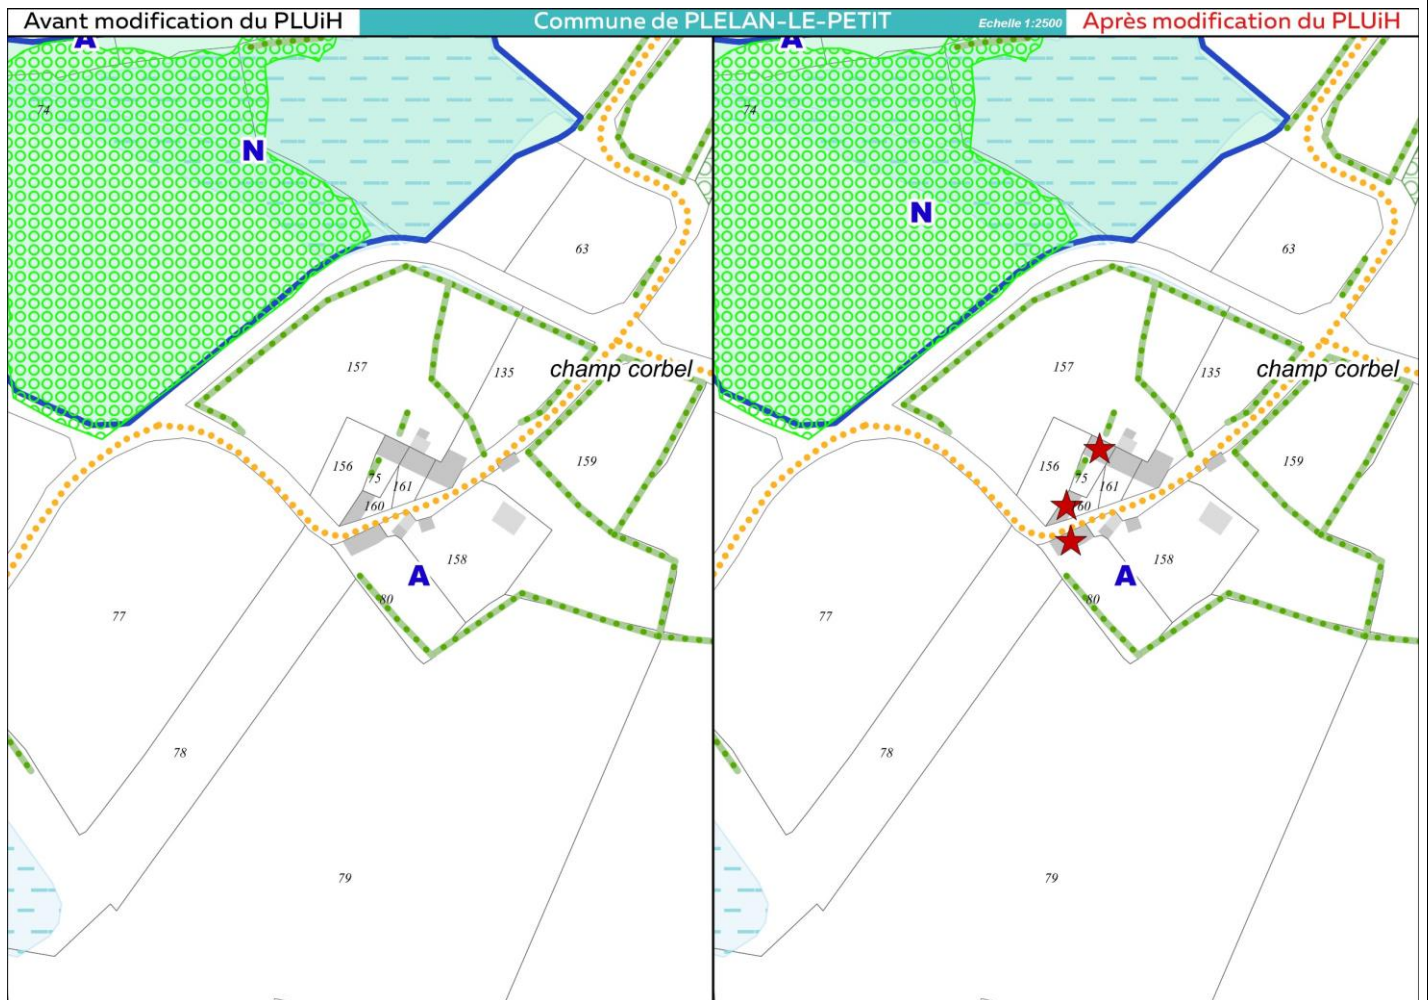 Avant modification du PLUiH
Commune de PLELAN-LE-PETIT
Echelle 1:2500
Après modification du PLUiH
A
74
N
63
157
135
champ corbel
156
75
161
159
160
158
A
80
77
78
79
A
74
N
63
157
135
champ corbel
156
75
161
159
60
158
A
80
77
78
79